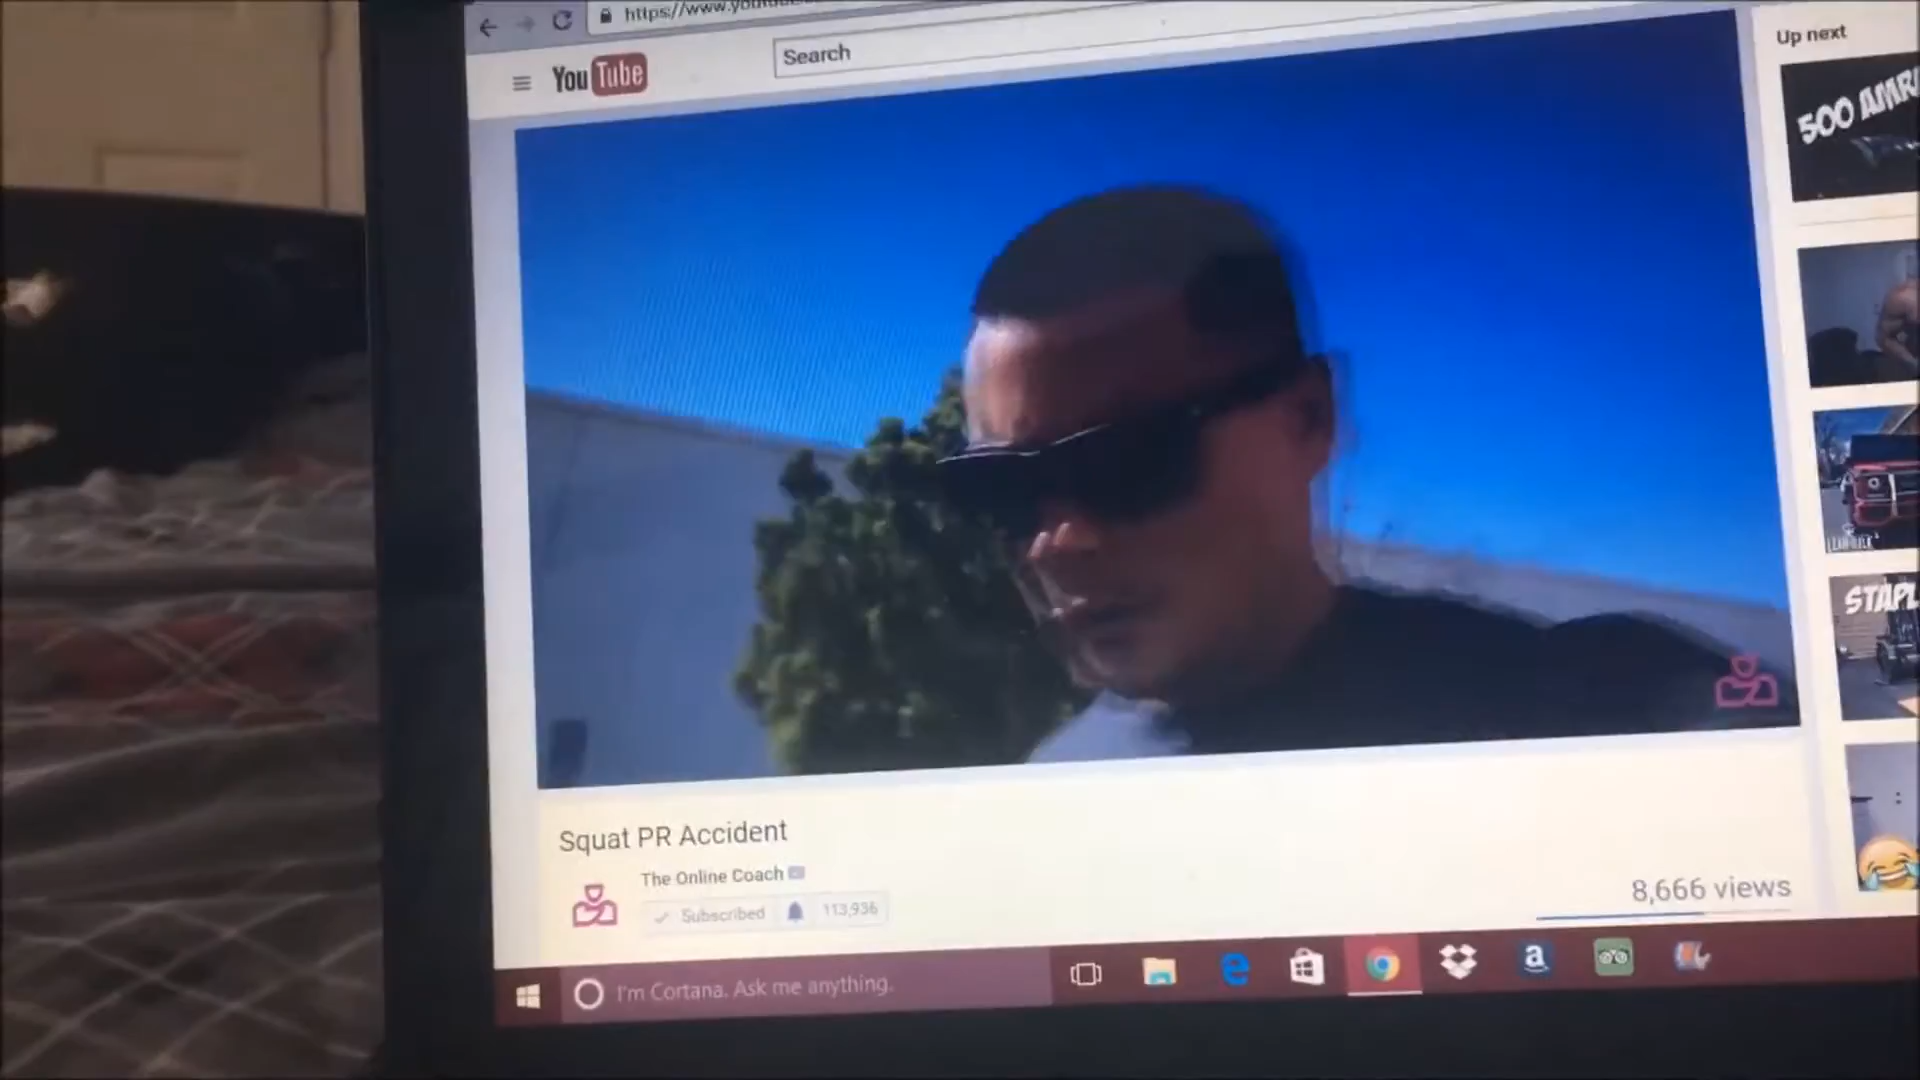 https://www.youtube
YouTube
Search
Up next
500 AMR
STAPL
Squat PR Accident
The Online Coach
Subscribed 113,936
8,666 views
I'm Cortana. Ask me anything.
a